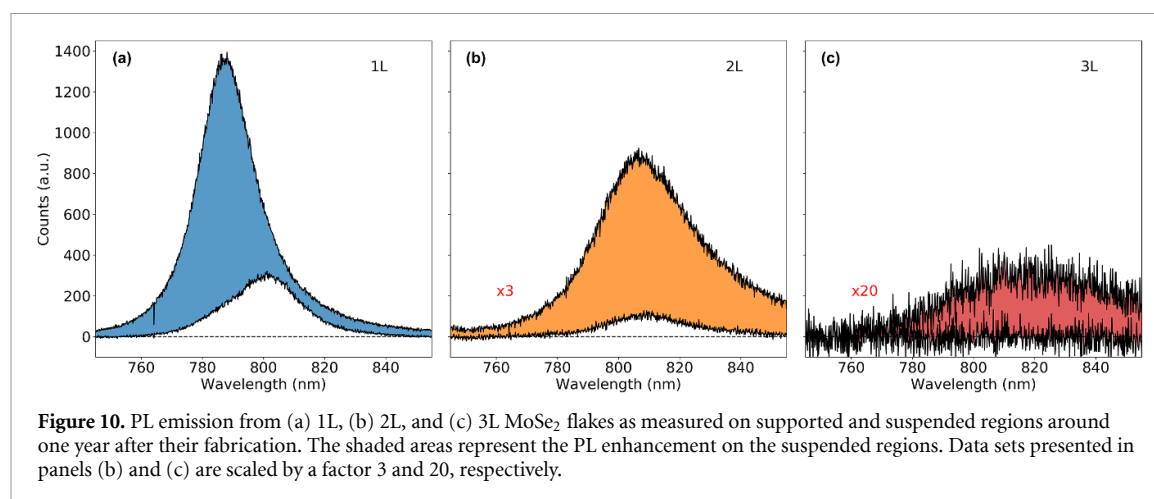 (a)
1L
(b)
2L
(c)
3L
1400
1200
1000
800
600
400
200
0
Counts (a.u.)
x3
x20
760 780 800 820 840
760 780 800 820 840
760 780 800 820 840
Wavelength (nm)
Wavelength (nm)
Wavelength (nm)
Figure 10. PL emission from (a) 1L, (b) 2L, and (c) 3L MoSe₂ flakes as measured on supported and suspended regions around
one year after their fabrication. The shaded areas represent the PL enhancement on the suspended regions. Data sets presented in
panels (b) and (c) are scaled by a factor 3 and 20, respectively.